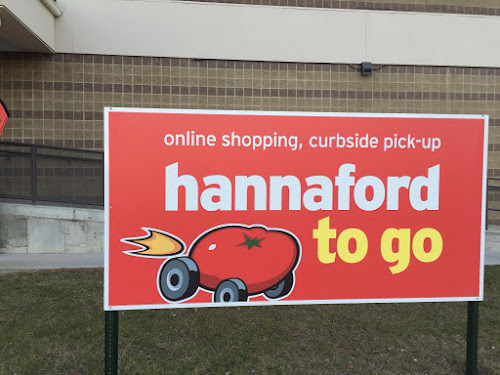 online shopping, curbside pick-up
hannaford
to go